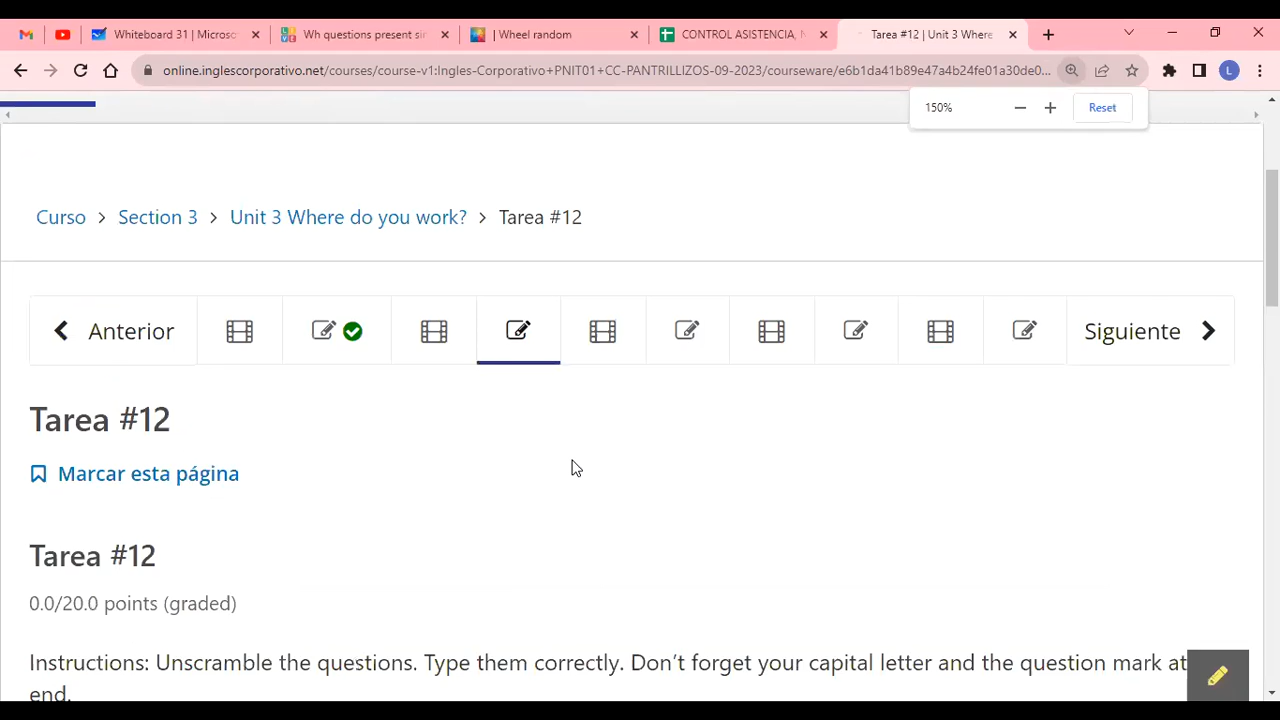 Whiteboard 31 | Microso
Wh questions present sir
| Wheel random
CONTROL ASISTENCIA, N
Tarea #12 | Unit 3 Where
online.inglescorporativo.net/courses/course-v1:Ingles-Corporativo+PNIT01+CC-PANTRILLIZOS-09-2023/courseware/e6b1da41b89e47a4b24fe01a30de0...
L
150%
Reset
Curso > Section 3 > Unit 3 Where do you work? > Tarea #12
Anterior
Siguiente
Tarea #12
Marcar esta página
Tarea #12
0.0/20.0 points (graded)
Instructions: Unscramble the questions. Type them correctly. Don't forget your capital letter and the question mark at
end.